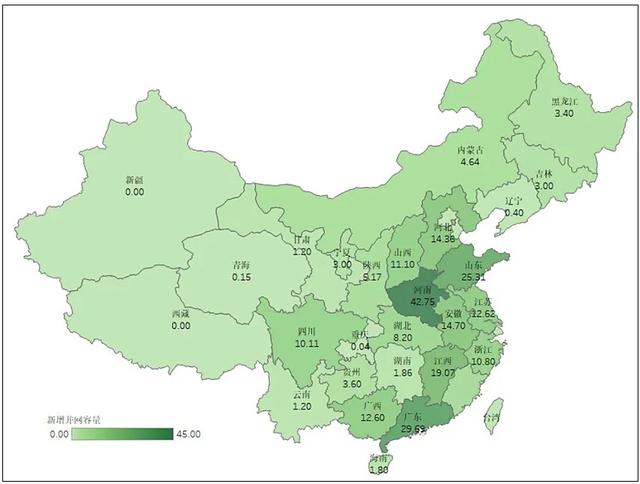 黑龙江
3.40
内蒙古
4.64
吉林
3.00
新疆
0.00
辽宁
0.40
河北
14.36
甘肃
1.20
宁夏
3.00
山西
11.10
陕西
5.17
山东
25.31
青海
0.15
河南
42.75
西藏
0.00
江苏
12.62
安徽
14.70
四川
10.11
重庆
0.04
湖北
8.20
浙江
10.80
湖南
1.86
江西
19.07
贵州
3.60
云南
1.20
广西
12.60
广东
29.69
台湾
海南
1.80
新增并网容量
0.00
45.00